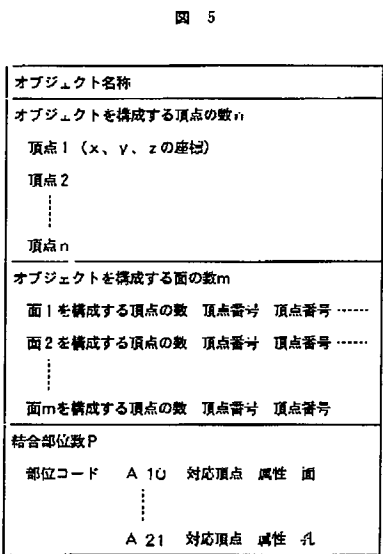 図 5
オブジェクト名称
オブジェクトを構成する頂点の数n
頂点1 (x、y、zの座標)
頂点2
頂点n
オブジェクトを構成する面の数m
面1を構成する頂点の数 頂点番号 頂点番号 ……
面2を構成する頂点の数 頂点番号 頂点番号 ……
面mを構成する頂点の数 頂点番号 頂点番号
結合部位数P
部位コード A 10 対応頂点 属性 面
A 21 対応頂点 属性 孔